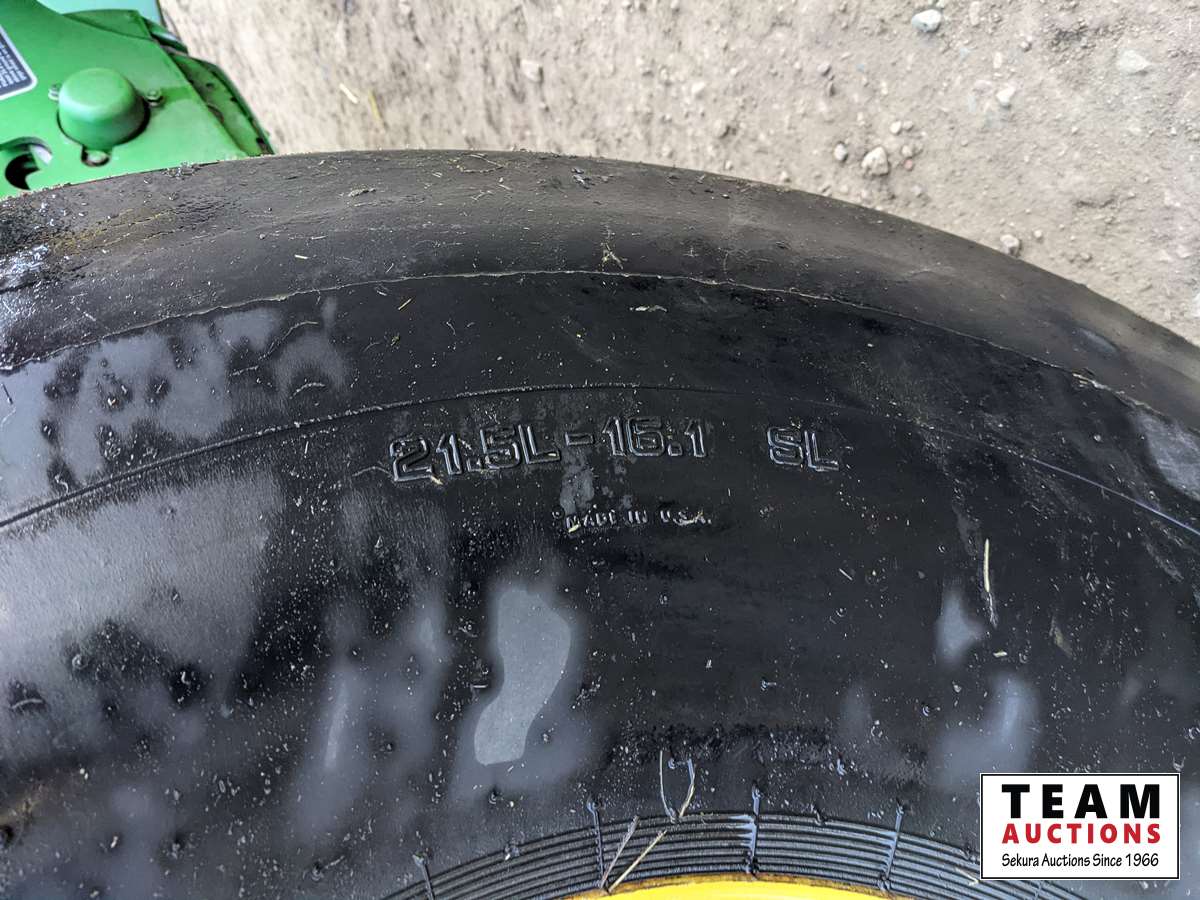 21.5L-16.1 SL
MADE IN U.S.A.
TEAM
AUCTIONS
Sekura Auctions Since 1966